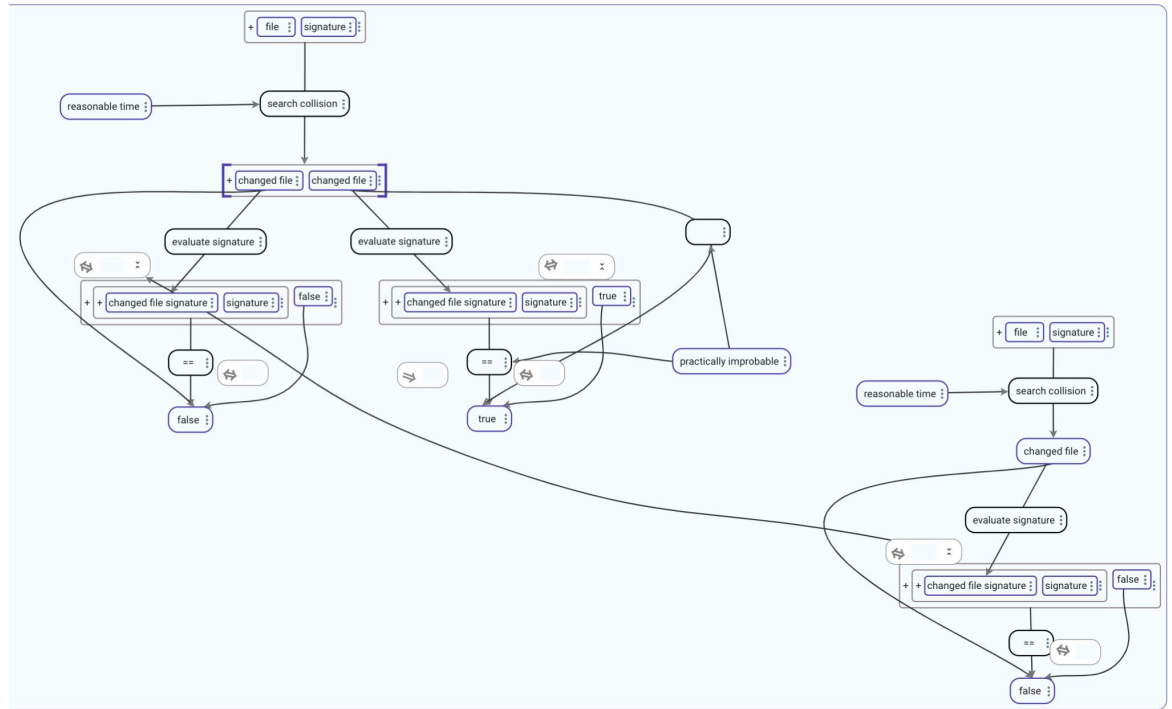 + file signature
reasonable time
search collision
+ changed file changed file
evaluate signature
evaluate signature
+ + changed file signature signature false
+ + changed file signature signature true
==
==
practically improbable
false
true
+ file signature
reasonable time
search collision
changed file
evaluate signature
+ + changed file signature signature false
==
false